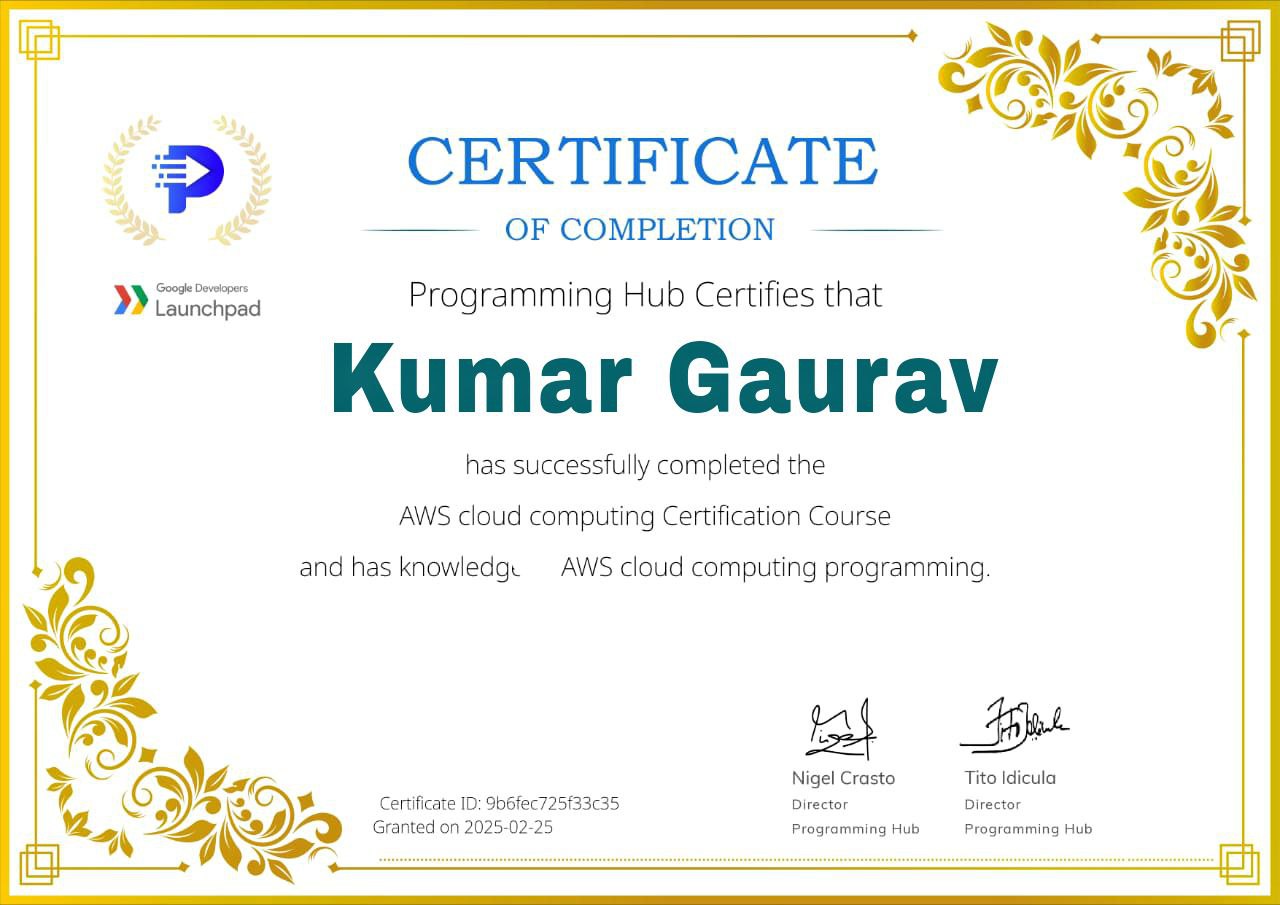 CERTIFICATE
OF COMPLETION
Google Developers
Launchpad
Programming Hub Certifies that
Kumar Gaurav
has successfully completed the
AWS cloud computing Certification Course
and has knowledge AWS cloud computing programming.
Nigel Crasto
Director
Programming Hub
Tito Idicula
Director
Programming Hub
Certificate ID: 9b6fec725f33c35
Granted on 2025-02-25